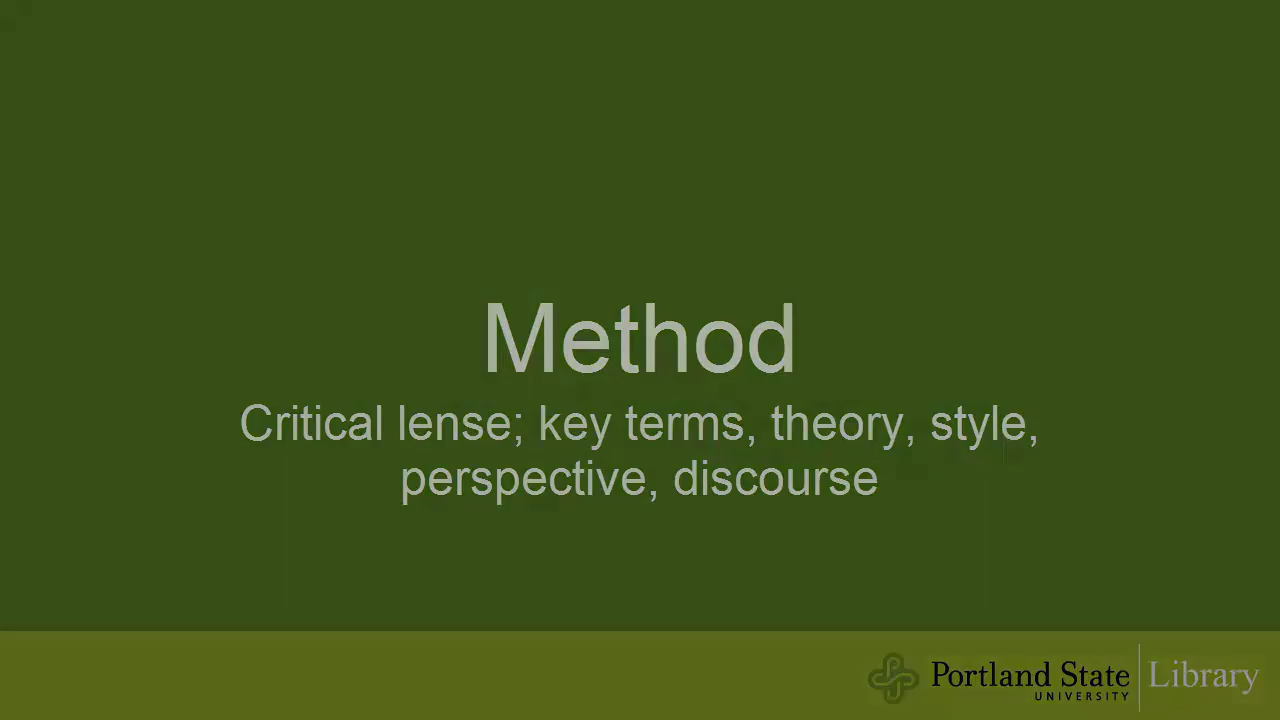 Method
Critical lense; key terms, theory, style,
perspective, discourse
Portland State
UNIVERSITY
Library